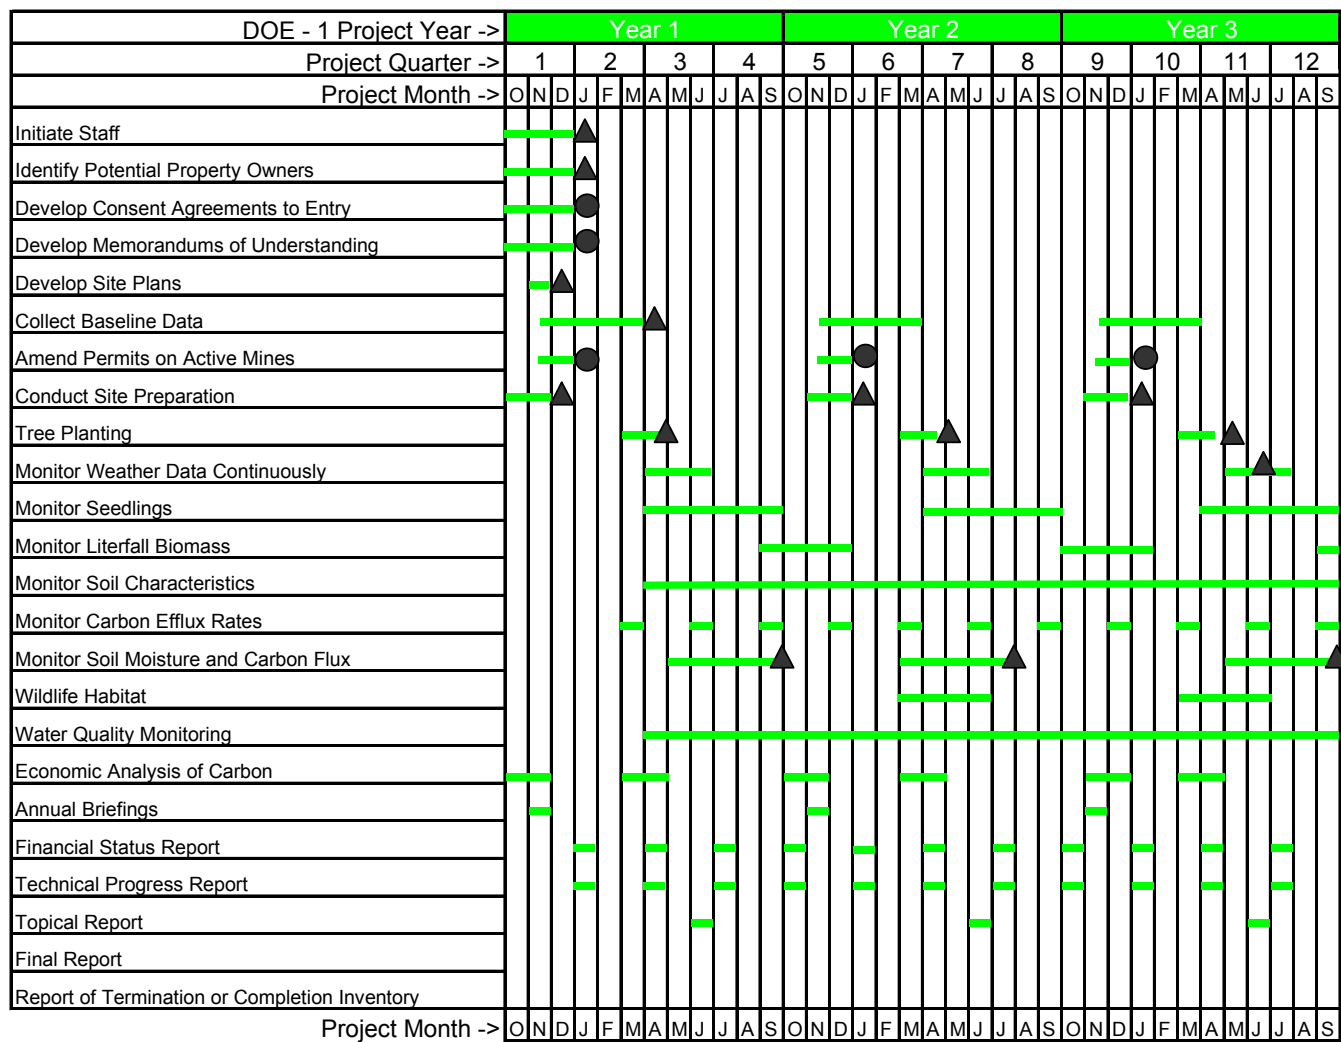 DOE - 1 Project Year -> Year 1 Year 2 Year 3
Project Quarter -> 1 2 3 4 5 6 7 8 9 10 11 12
Project Month -> O N D J F M A M J J A S O N D J F M A M J J A S O N D J F M A M J J A S
Initiate Staff
Identify Potential Property Owners
Develop Consent Agreements to Entry
Develop Memorandums of Understanding
Develop Site Plans
Collect Baseline Data
Amend Permits on Active Mines
Conduct Site Preparation
Tree Planting
Monitor Weather Data Continuously
Monitor Seedlings
Monitor Literfall Biomass
Monitor Soil Characteristics
Monitor Carbon Efflux Rates
Monitor Soil Moisture and Carbon Flux
Wildlife Habitat
Water Quality Monitoring
Economic Analysis of Carbon
Annual Briefings
Financial Status Report
Technical Progress Report
Topical Report
Final Report
Report of Termination or Completion Inventory
Project Month -> O N D J F M A M J J A S O N D J F M A M J J A S O N D J F M A M J J A S